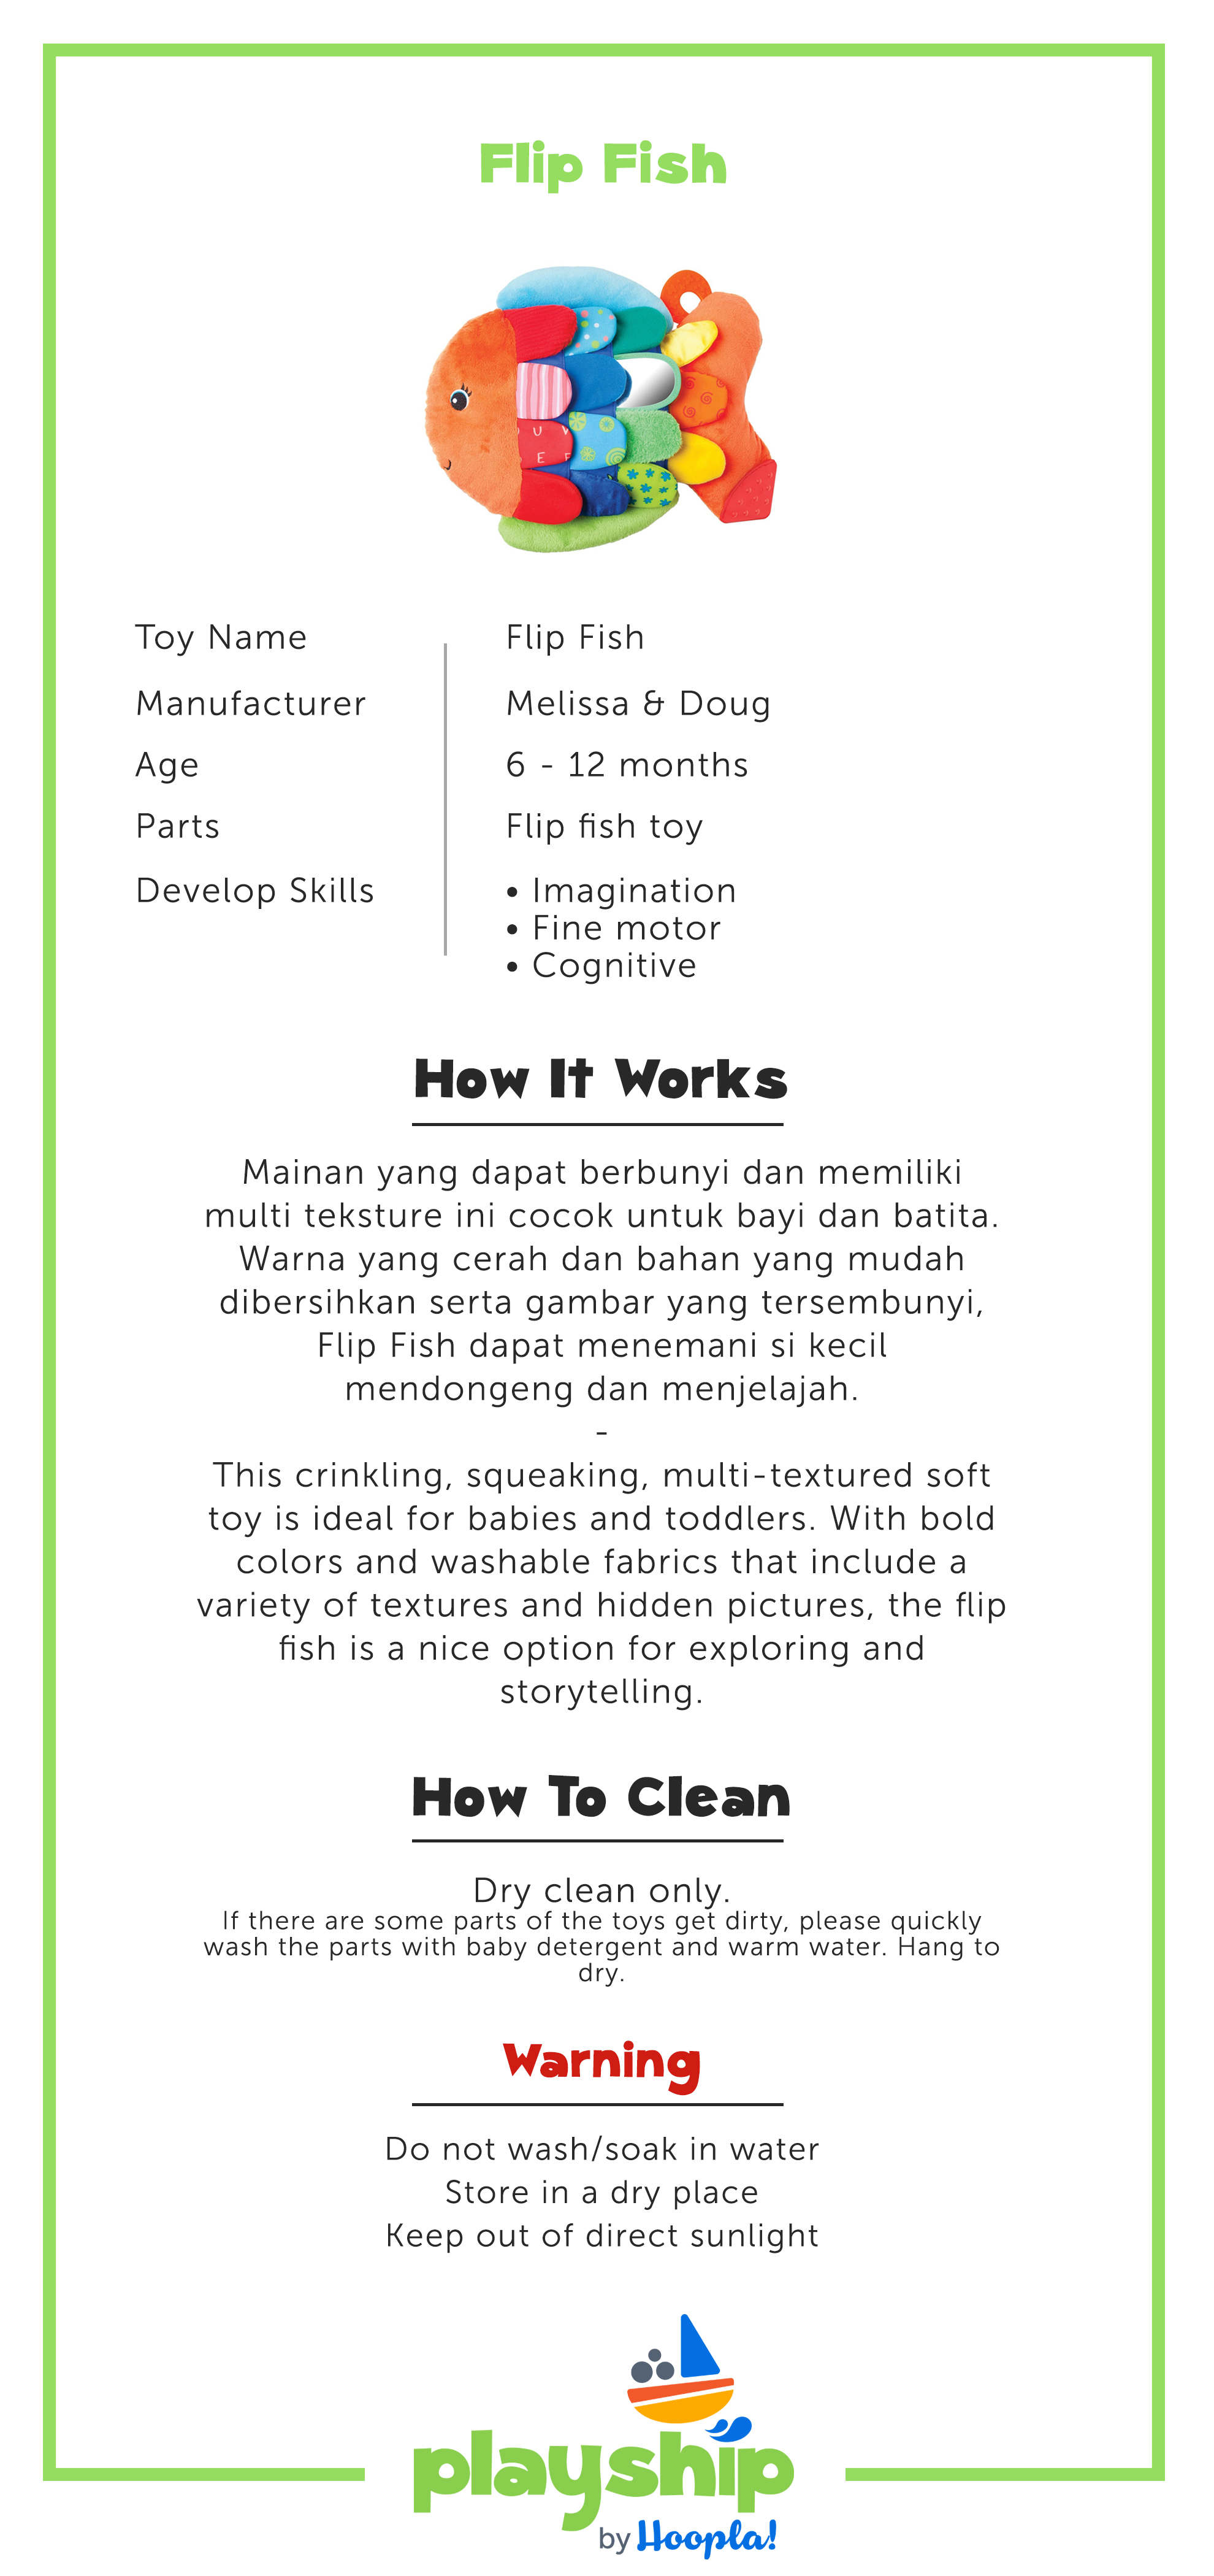 Flip Fish
U V
E F
Toy Name Flip Fish
Manufacturer Melissa & Doug
Age 6 - 12 months
Parts Flip fish toy
Develop Skills • Imagination
• Fine motor
• Cognitive
How It Works
Mainan yang dapat berbunyi dan memiliki
multi teksture ini cocok untuk bayi dan batita.
Warna yang cerah dan bahan yang mudah
dibersihkan serta gambar yang tersembunyi,
Flip Fish dapat menemani si kecil
mendongeng dan menjelajah.
-
This crinkling, squeaking, multi-textured soft
toy is ideal for babies and toddlers. With bold
colors and washable fabrics that include a
variety of textures and hidden pictures, the flip
fish is a nice option for exploring and
storytelling.
How To Clean
Dry clean only.
If there are some parts of the toys get dirty, please quickly
wash the parts with baby detergent and warm water. Hang to
dry.
Warning
Do not wash/soak in water
Store in a dry place
Keep out of direct sunlight
playship
by Hoopla!